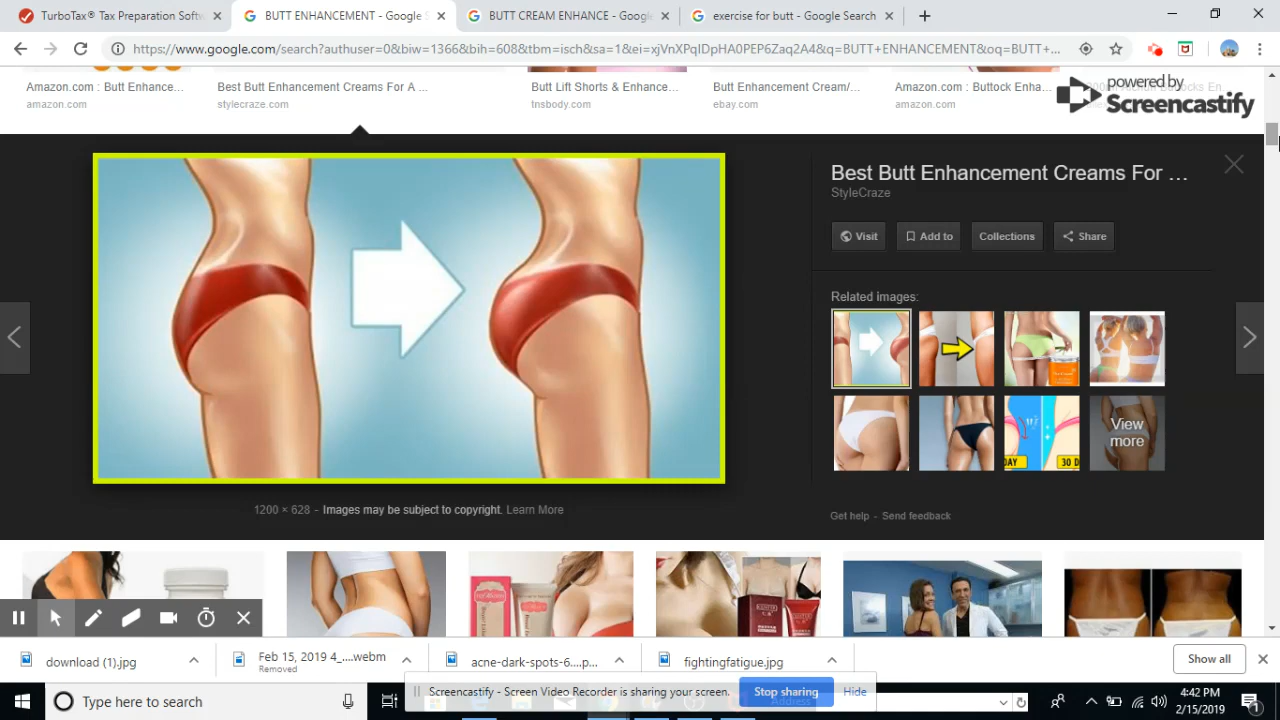 TurboTax® Tax Preparation Softw
BUTT ENHANCEMENT - Google S
BUTT CREAM ENHANCE - Google
exercise for butt - Google Search
https://www.google.com/search?authuser=0&biw=1366&bih=608&tbm=isch&sa=1&ei=xjVnXPqIDpHA0PEP6Zaq2A4&q=BUTT+ENHANCEMENT&oq=BUTT+...
Amazon.com : Butt Enhance...
amazon.com
Best Butt Enhancement Creams For A ...
stylecraze.com
Butt Lift Shorts & Enhance...
tnsbody.com
Butt Enhancement Cream/...
ebay.com
Amazon.com : Buttock Enha...
amazon.com
powered by
Screencastify
Best Butt Enhancement Creams For ...
StyleCraze
Visit
Add to
Collections
Share
Related images:
DAY
30 D
View
more
1200 × 628 - Images may be subject to copyright. Learn More
Get help - Send feedback
download (1).jpg
Feb 15, 2019 4_....webm
Removed
acne-dark-spots-6....p...
fightingfatigue.jpg
Show all
Screencastify - Screen Video Recorder is sharing your screen.
Stop sharing
Hide
Type here to search
Address
4:42 PM
2/15/2019
1